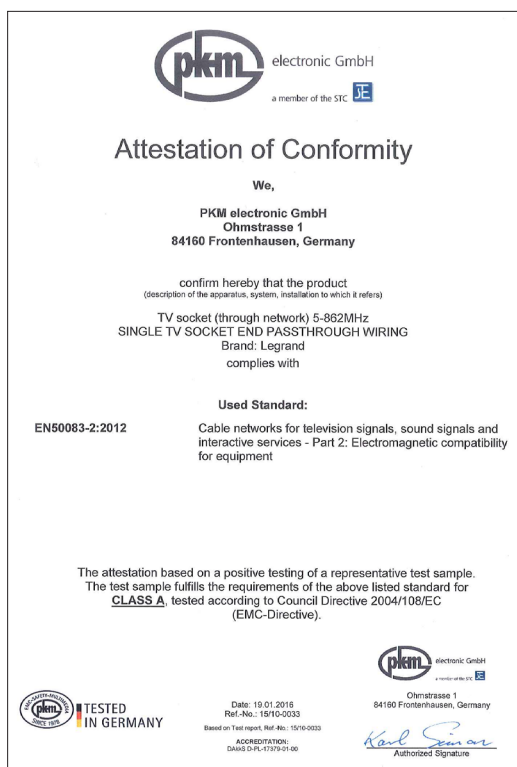 pkm electronic GmbH
a member of the STC
Attestation of Conformity
We,
PKM electronic GmbH
Ohmstrasse 1
84160 Frontenhausen, Germany
confirm hereby that the product
(description of the apparatus, system, installation to which it refers)
TV socket (through network) 5-862MHz
SINGLE TV SOCKET END PASSTHROUGH WIRING
Brand: Legrand
complies with
Used Standard:
EN50083-2:2012
Cable networks for television signals, sound signals and
interactive services - Part 2: Electromagnetic compatibility
for equipment
The attestation based on a positive testing of a representative test sample.
The test sample fulfills the requirements of the above listed standard for
CLASS A, tested according to Council Directive 2004/108/EC
(EMC-Directive).
pkm electronic GmbH
a member of the STC
Ohmstrasse 1
84160 Frontenhausen, Germany
Authorized Signature
Date: 19.01.2016
Ref.-No.: 15/10-0033
Based on Test report, Ref.-No.: 15/10-0033
ACCREDITATION:
DAkkS D-PL-17379-01-00
pkm
SINCE 1978
TESTED
IN GERMANY